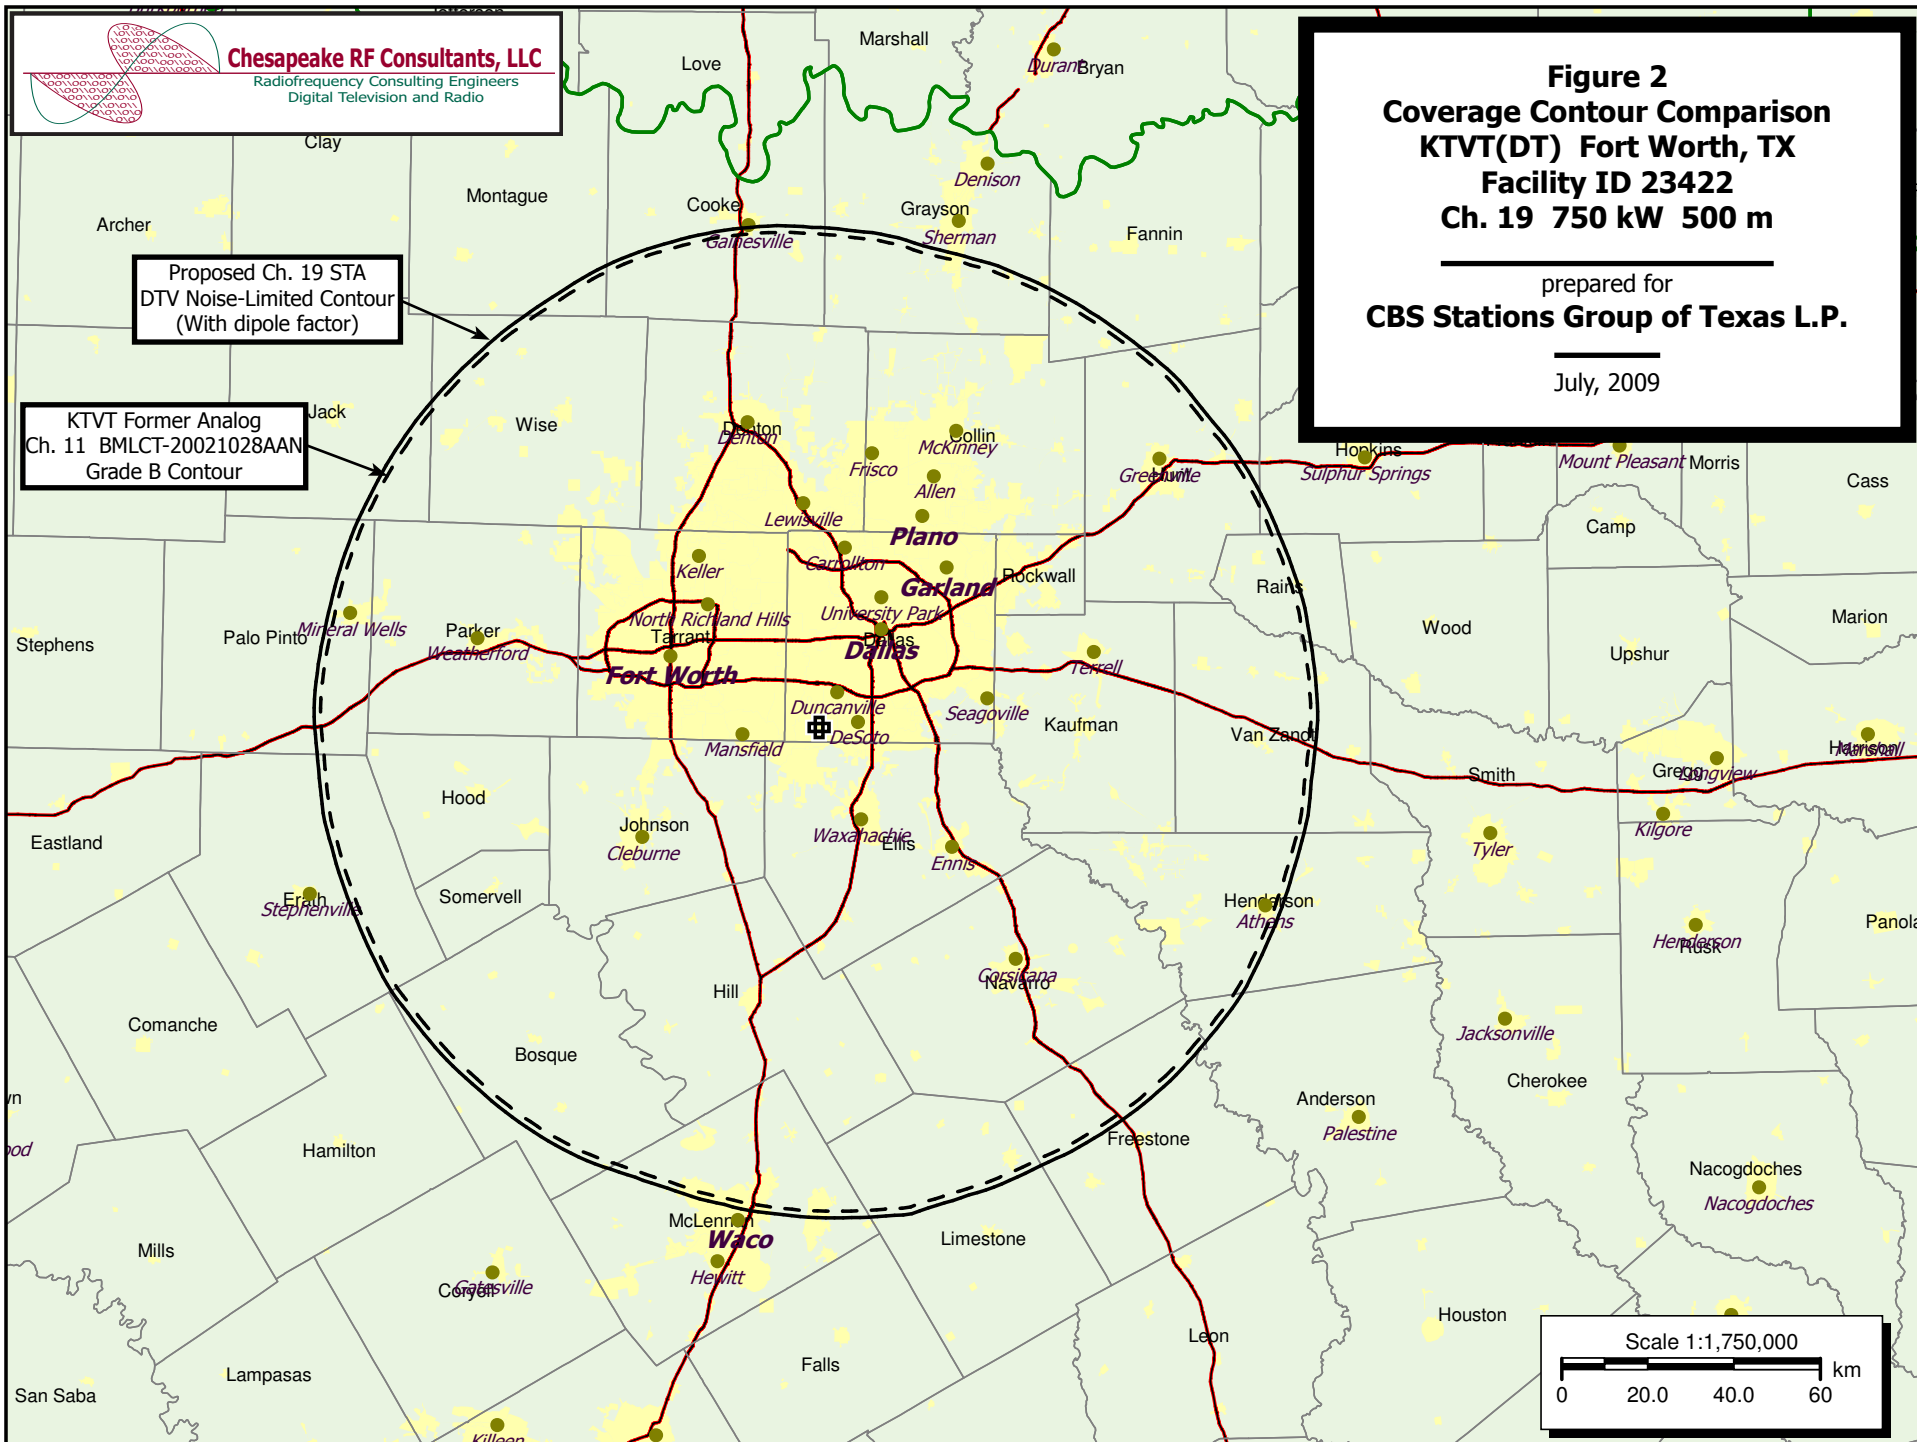 Chesapeake RF Consultants, LLC
Radiofrequency Consulting Engineers
Digital Television and Radio
Figure 2
Coverage Contour Comparison
KTVT(DT) Fort Worth, TX
Facility ID 23422
Ch. 19 750 kW 500 m
prepared for
CBS Stations Group of Texas L.P.
July, 2009
Proposed Ch. 19 STA
DTV Noise-Limited Contour
(With dipole factor)
KTVT Former Analog
Ch. 11 BMLCT-20021028AAN
Grade B Contour
Marshall
Love
Durant
Bryan
Clay
Denison
Montague
Cooke
Grayson
Archer
Gainesville
Sherman
Fannin
Jack
Wise
Denton
Denton
Collin
McKinney
Frisco
Allen
Greenville
Hunt
Hopkins
Sulphur Springs
Mount Pleasant
Morris
Cass
Lewisville
Plano
Camp
Keller
Carrollton
Garland
Rockwall
Rains
North Richland Hills
University Park
Marion
Stephens
Palo Pinto
Mineral Wells
Parker
Weatherford
Tarrant
Dallas
Dallas
Wood
Upshur
Fort Worth
Terrell
Duncanville
Seagoville
Kaufman
Van Zandt
Mansfield
DeSoto
Harrison
Marshall
Smith
Gregg
Longview
Hood
Johnson
Cleburne
Waxahachie
Ellis
Ennis
Kilgore
Eastland
Tyler
Erath
Stephenville
Somervell
Henderson
Athens
Henderson
Rusk
Panola
Corsicana
Navarro
Hill
Comanche
Jacksonville
Bosque
Cherokee
Anderson
Palestine
Hamilton
Freestone
Nacogdoches
Nacogdoches
McLennan
Waco
Limestone
Mills
Hewitt
Coryell
Gatesville
Houston
Leon
Falls
Lampasas
San Saba
Killeen
Scale 1:1,750,000
km
0 20.0 40.0 60